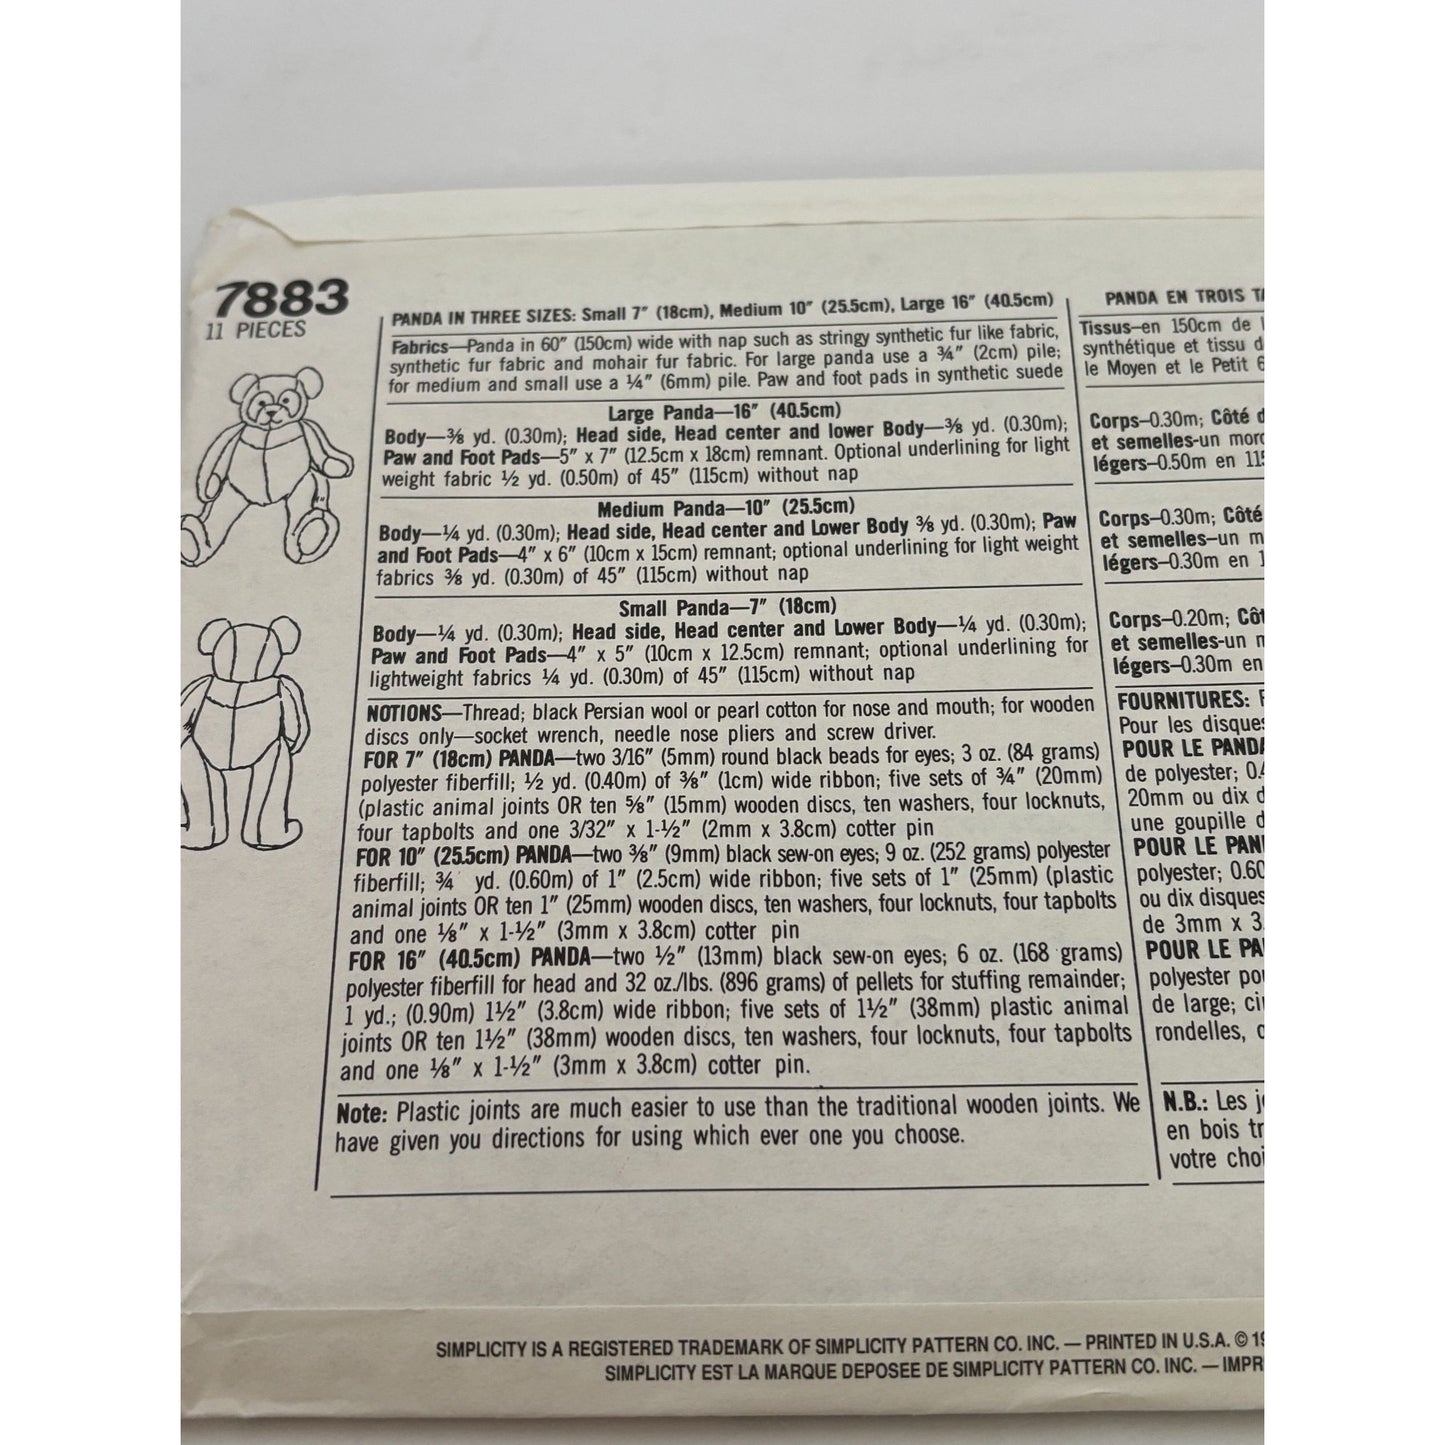 7883
11 PIECES
PANDA IN THREE SIZES: Small 7" (18cm), Medium 10" (25.5cm), Large 16" (40.5cm)
Fabrics—Panda in 60" (150cm) wide with nap such as stringy synthetic fur like fabric,
synthetic fur fabric and mohair fur fabric. For large panda use a ¾" (2cm) pile;
for medium and small use a ¼" (6mm) pile. Paw and foot pads in synthetic suede
Large Panda—16" (40.5cm)
Body—⅜ yd. (0.30m); Head side, Head center and lower Body—⅜ yd. (0.30m);
Paw and Foot Pads—5" x 7" (12.5cm x 18cm) remnant. Optional underlining for light
weight fabric ½ yd. (0.50m) of 45" (115cm) without nap
Medium Panda—10" (25.5cm)
Body—¼ yd. (0.30m); Head side, Head center and Lower Body ⅜ yd. (0.30m); Paw
and Foot Pads—4" x 6" (10cm x 15cm) remnant; optional underlining for light weight
fabrics ⅜ yd. (0.30m) of 45" (115cm) without nap
Small Panda—7" (18cm)
Body—¼ yd. (0.30m); Head side, Head center and Lower Body—¼ yd. (0.30m);
Paw and Foot Pads—4" x 5" (10cm x 12.5cm) remnant; optional underlining for
lightweight fabrics ¼ yd. (0.30m) of 45" (115cm) without nap
NOTIONS—Thread; black Persian wool or pearl cotton for nose and mouth; for wooden
discs only—socket wrench, needle nose pliers and screw driver.
FOR 7" (18cm) PANDA—two 3/16" (5mm) round black beads for eyes; 3 oz. (84 grams)
polyester fiberfill; ½ yd. (0.40m) of ⅜" (1cm) wide ribbon; five sets of ¾" (20mm)
(plastic animal joints OR ten ⅝" (15mm) wooden discs, ten washers, four locknuts,
four tapbolts and one 3/32" x 1-½" (2mm x 3.8cm) cotter pin
FOR 10" (25.5cm) PANDA—two ⅜" (9mm) black sew-on eyes; 9 oz. (252 grams) polyester
fiberfill; ¾ yd. (0.60m) of 1" (2.5cm) wide ribbon; five sets of 1" (25mm) (plastic
animal joints OR ten 1" (25mm) wooden discs, ten washers, four locknuts, four tapbolts
and one ⅛" x 1-½" (3mm x 3.8cm) cotter pin
FOR 16" (40.5cm) PANDA—two ½" (13mm) black sew-on eyes; 6 oz. (168 grams)
polyester fiberfill for head and 32 oz./lbs. (896 grams) of pellets for stuffing remainder;
1 yd.; (0.90m) 1½" (3.8cm) wide ribbon; five sets of 1½" (38mm) plastic animal
joints OR ten 1½" (38mm) wooden discs, ten washers, four locknuts, four tapbolts
and one ⅛" x 1-½" (3mm x 3.8cm) cotter pin.
Note: Plastic joints are much easier to use than the traditional wooden joints. We
have given you directions for using which ever one you choose.
PANDA EN TROIS
Tissus–en 150cm de
synthétique et tissu
le Moyen et le Petit
Corps–0.30m; Côté
et semelles-un
légers–0.50m en
Corps–0.30m; Côté
et semelles–un
légers–0.30m en
Corps–0.20m;
et semelles-un
légers–0.30m en
FOURNITURES:
Pour les
POUR LE
de polyester;
20mm ou dix
une goupille
POUR LE
polyester;
ou dix disques
de 3mm x
POUR LE
polyester
de large;
rondelles,
N.B.: Les
en bois
votre
SIMPLICITY IS A REGISTERED TRADEMARK OF SIMPLICITY PATTERN CO. INC. — PRINTED IN U.S.A. ©
SIMPLICITY EST LA MARQUE DEPOSEE DE SIMPLICITY PATTERN CO. INC. —